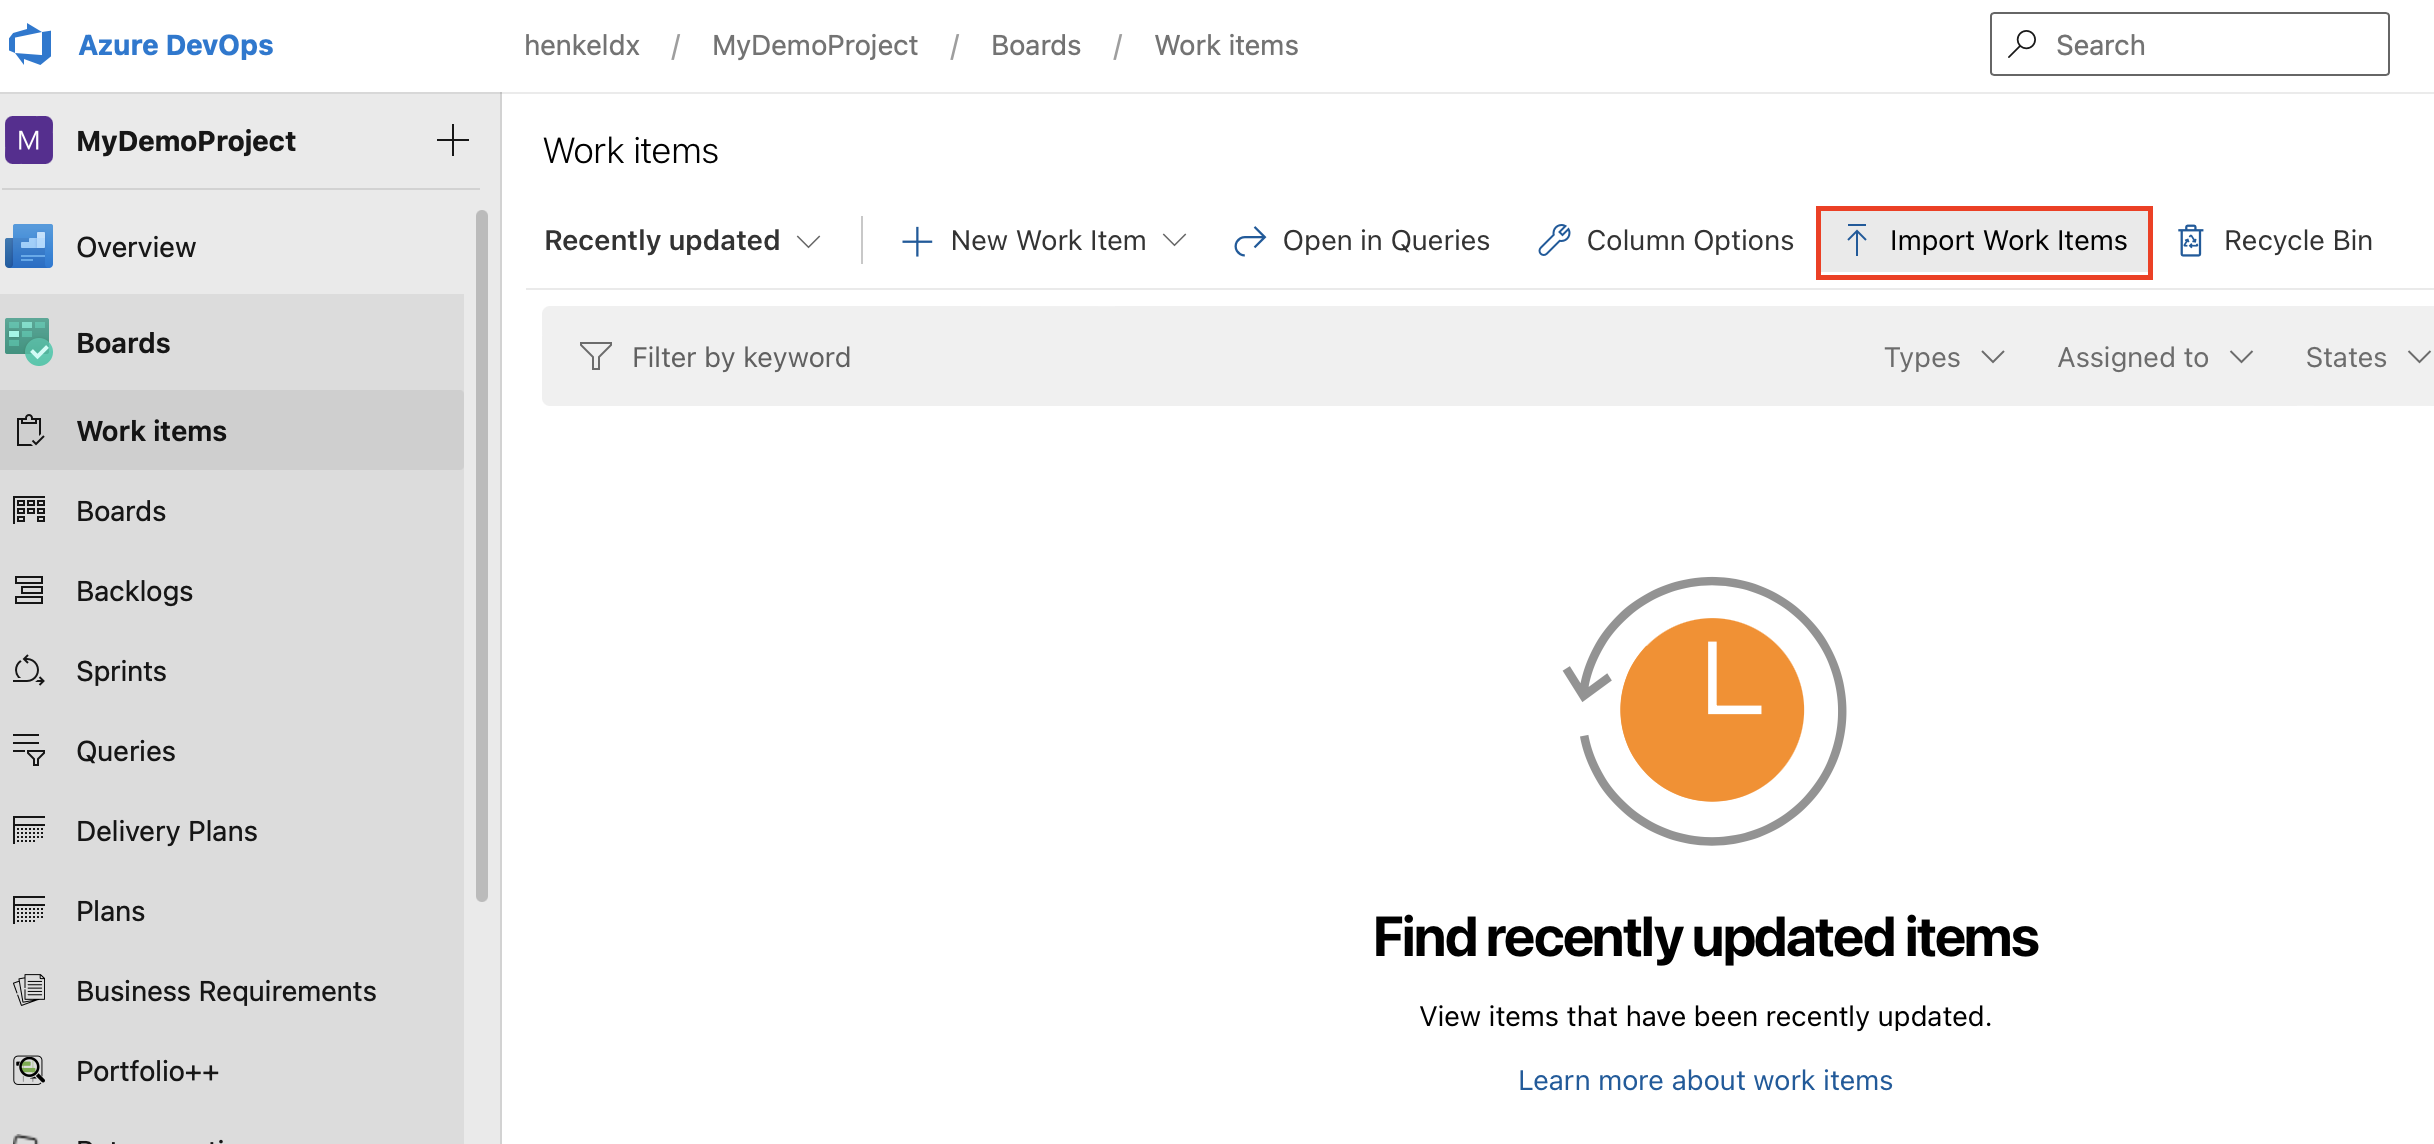 Azure DevOps
henkeldx / MyDemoProject / Boards / Work items
Search
M MyDemoProject
Overview
Boards
Work items
Boards
Backlogs
Sprints
Queries
Delivery Plans
Plans
Business Requirements
Portfolio++
Work items
Recently updated
New Work Item
Open in Queries
Column Options
Import Work Items
Recycle Bin
Filter by keyword
Types
Assigned to
States
Find recently updated items
View items that have been recently updated.
Learn more about work items